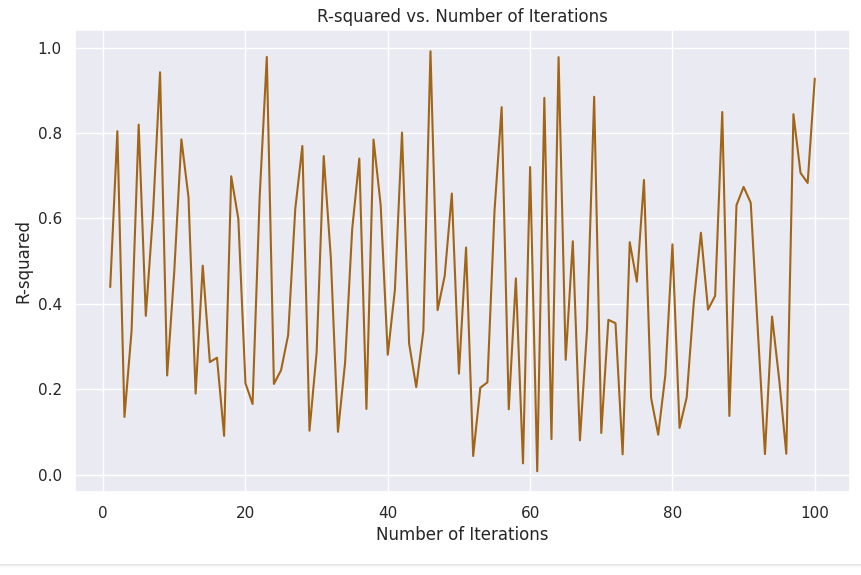 R-squared vs. Number of Iterations
1.0
0.8
0.6
0.4
0.2
0.0
R-squared
0 20 40 60 80 100
Number of Iterations